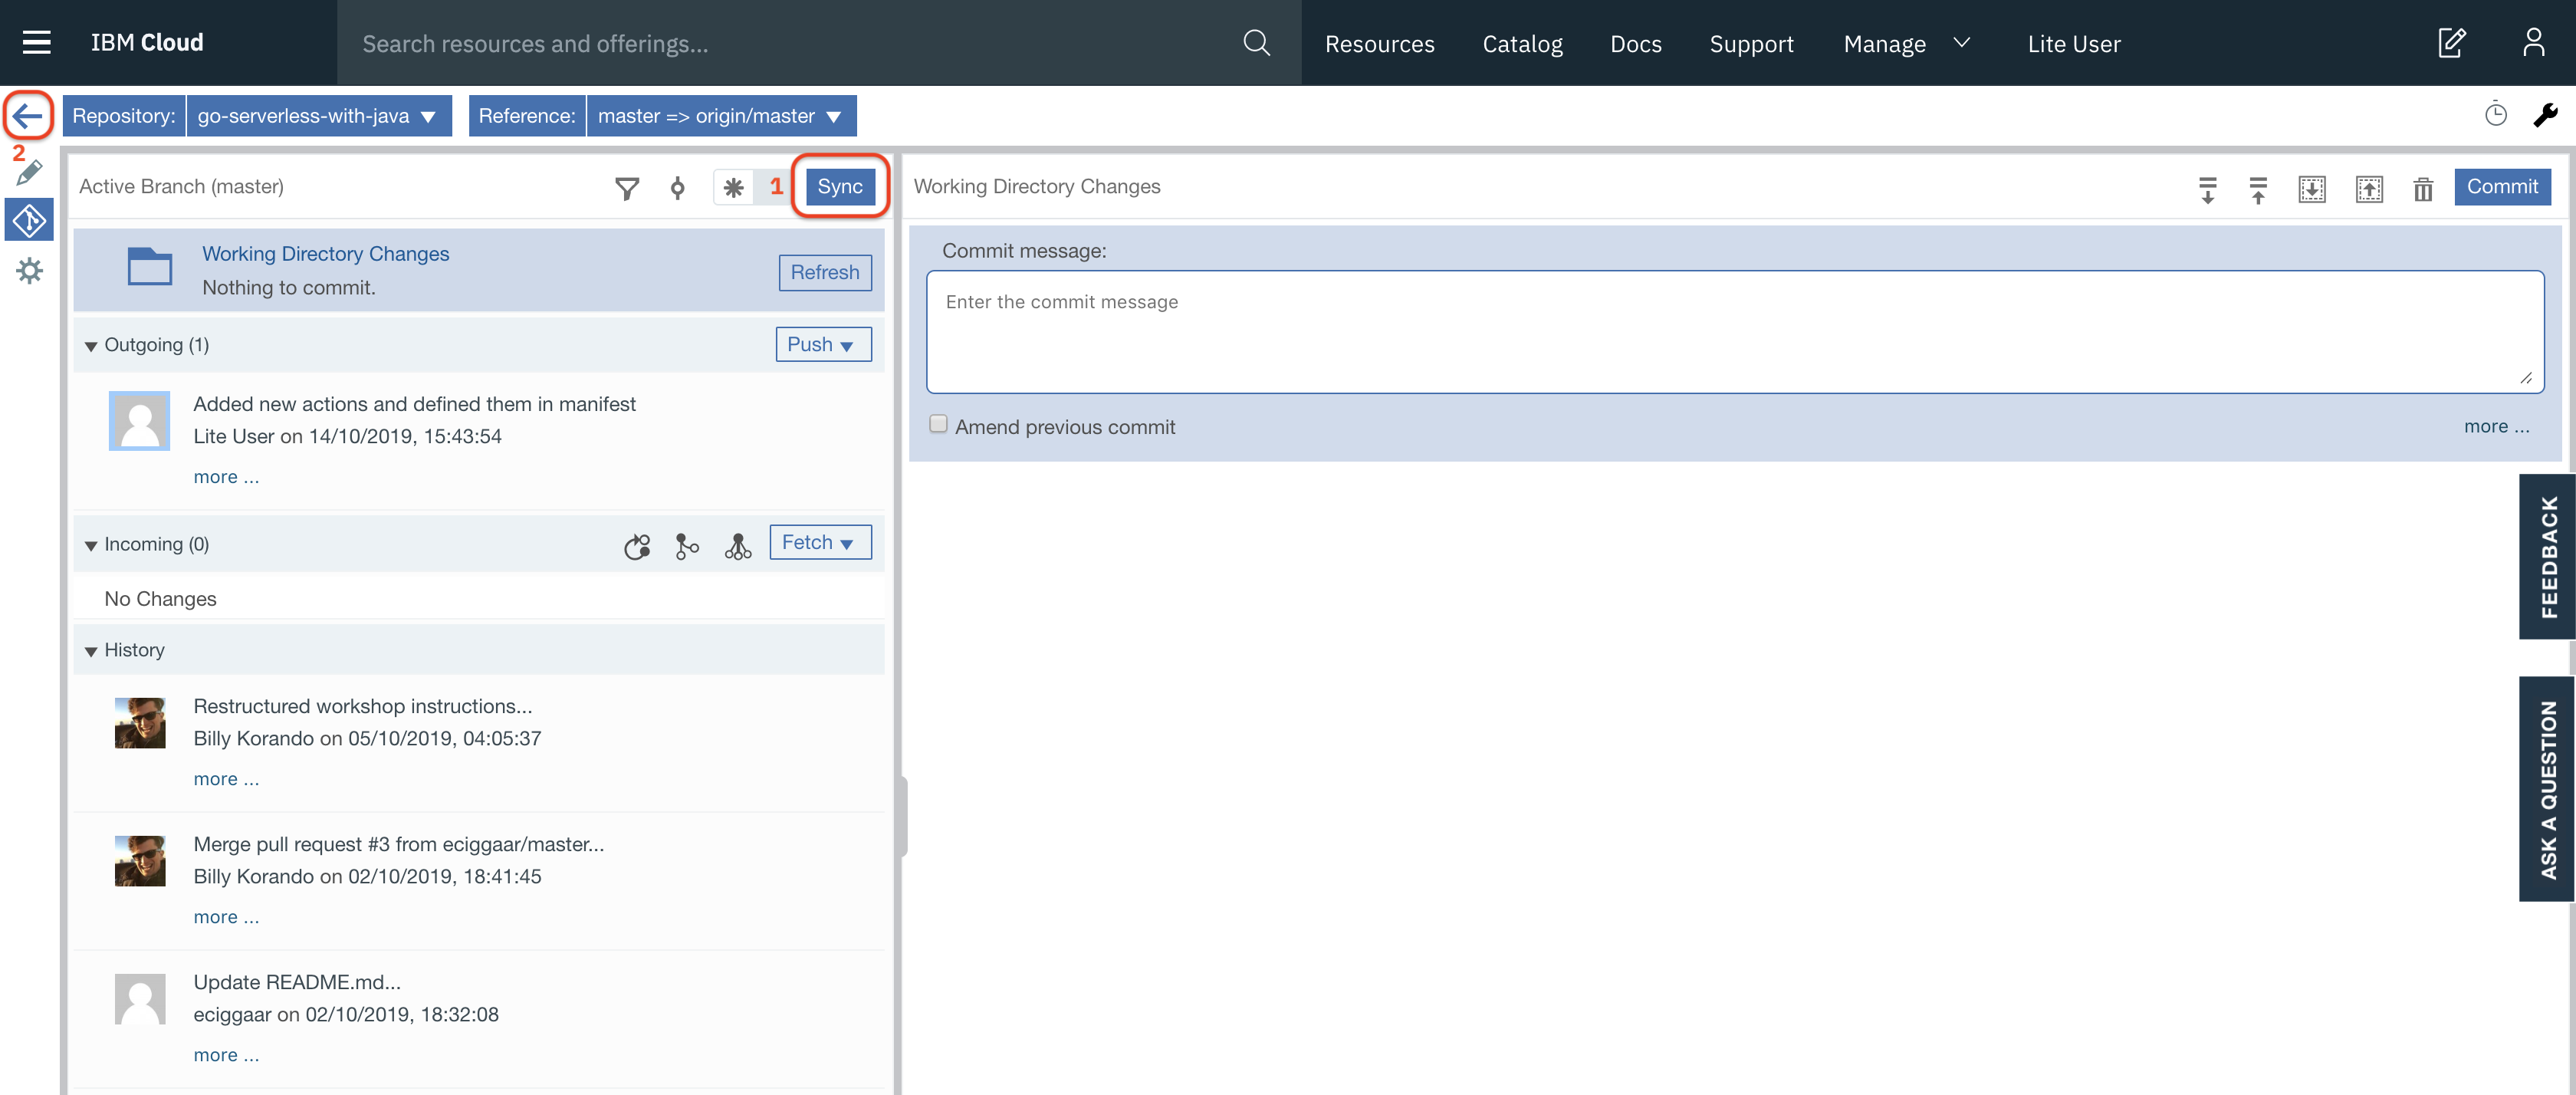 IBM Cloud
Search resources and offerings...
Resources
Catalog
Docs
Support
Manage
Lite User
Repository:
go-serverless-with-java
Reference:
master => origin/master
2
Active Branch (master)
1
Sync
Working Directory Changes
Commit
Working Directory Changes
Nothing to commit.
Refresh
Outgoing (1)
Push
Added new actions and defined them in manifest
Lite User on 14/10/2019, 15:43:54
more ...
Incoming (0)
Fetch
No Changes
History
Restructured workshop instructions...
Billy Korando on 05/10/2019, 04:05:37
more ...
Merge pull request #3 from eciggaar/master...
Billy Korando on 02/10/2019, 18:41:45
more ...
Update README.md...
eciggaar on 02/10/2019, 18:32:08
more ...
Commit message:
Enter the commit message
Amend previous commit
more ...
FEEDBACK
ASK A QUESTION